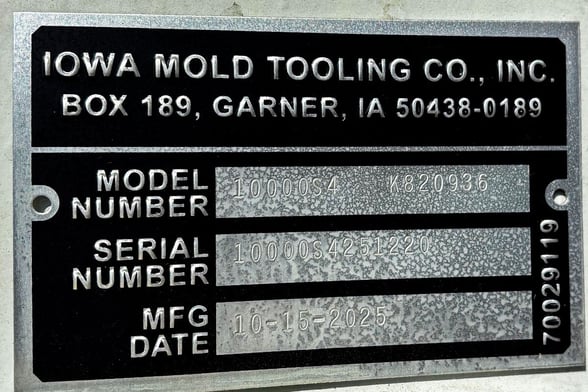 IOWA MOLD TOOLING CO., INC.
BOX 189, GARNER, IA 50438-0189
MODEL NUMBER 10000S4 K820936
SERIAL NUMBER 10000S4251220
MFG DATE 10-15-2025
70029119